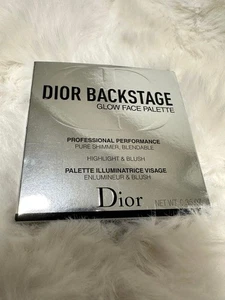 DIOR BACKSTAGE
GLOW FACE PALETTE
PROFESSIONAL PERFORMANCE
PURE SHIMMER, BLENDABLE
HIGHLIGHT & BLUSH
PALETTE ILLUMINATRICE VISAGE
ENLUMINEUR & BLUSH
Dior
NET WT.